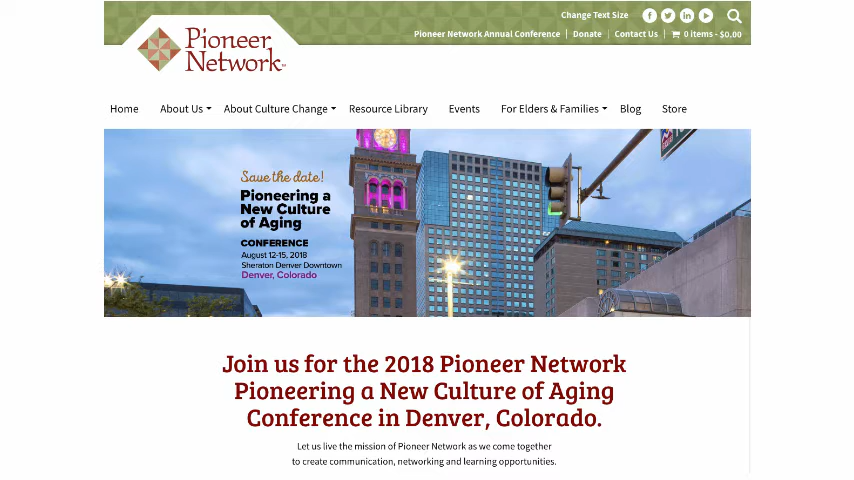 Change Text Size
Pioneer Network Annual Conference | Donate | Contact Us | 0 items - $0.00
Pioneer
Network™
Home About Us About Culture Change Resource Library Events For Elders & Families Blog Store
Save the date!
Pioneering a
New Culture
of Aging
CONFERENCE
August 12-15, 2018
Sheraton Denver Downtown
Denver, Colorado
Join us for the 2018 Pioneer Network
Pioneering a New Culture of Aging
Conference in Denver, Colorado.
Let us live the mission of Pioneer Network as we come together
to create communication, networking and learning opportunities.